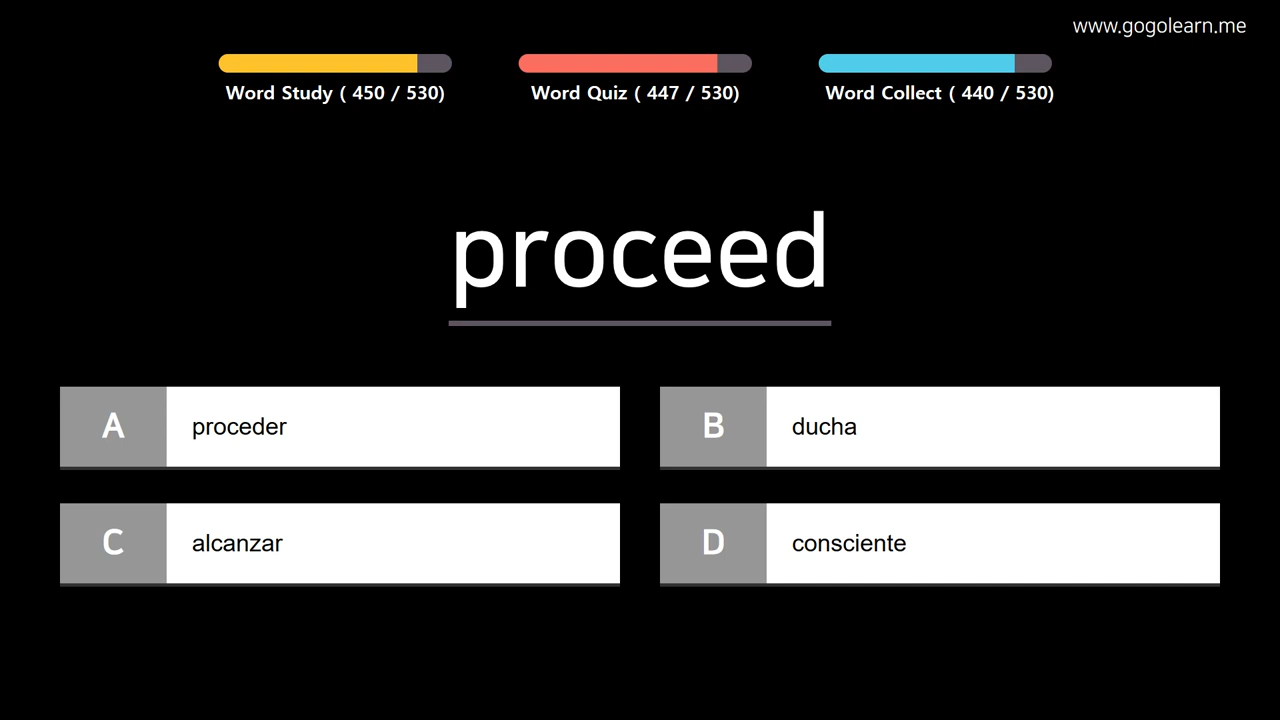 www.gogolearn.me
Word Study ( 450 / 530)
Word Quiz ( 447 / 530)
Word Collect ( 440 / 530)
proceed
A proceder
B ducha
C alcanzar
D consciente